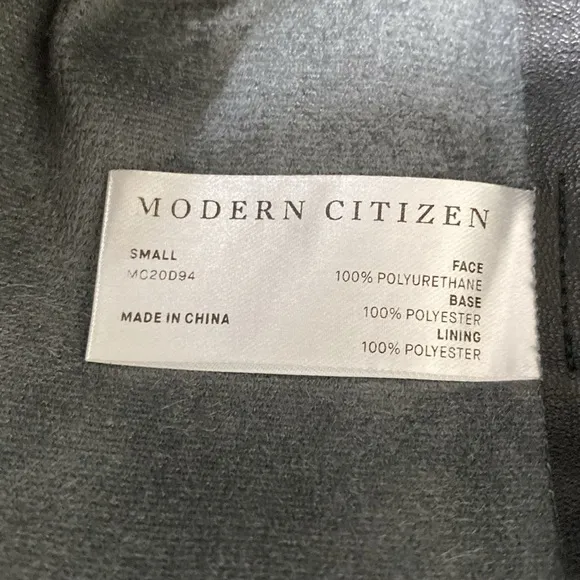 MODERN CITIZEN
SMALL
MC20D94
MADE IN CHINA
FACE
100% POLYURETHANE
BASE
100% POLYESTER
LINING
100% POLYESTER